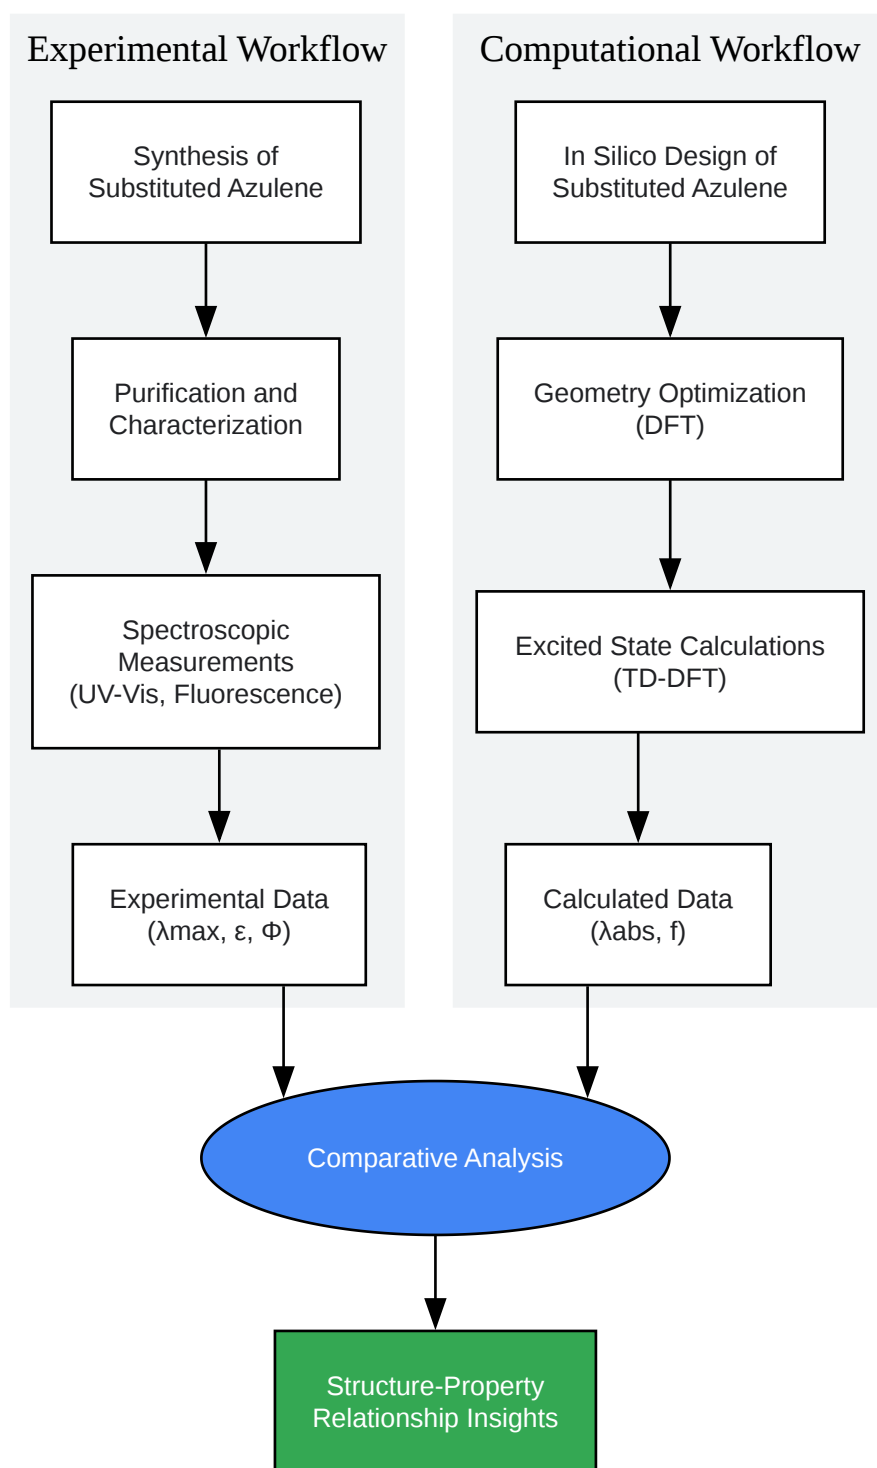 Experimental Workflow
Synthesis of
Substituted Azulene
Purification and
Characterization
Spectroscopic
Measurements
(UV-Vis, Fluorescence)
Experimental Data
(λmax, ε, Φ)
Computational Workflow
In Silico Design of
Substituted Azulene
Geometry Optimization
(DFT)
Excited State Calculations
(TD-DFT)
Calculated Data
(λabs, f)
Comparative Analysis
Structure-Property
Relationship Insights